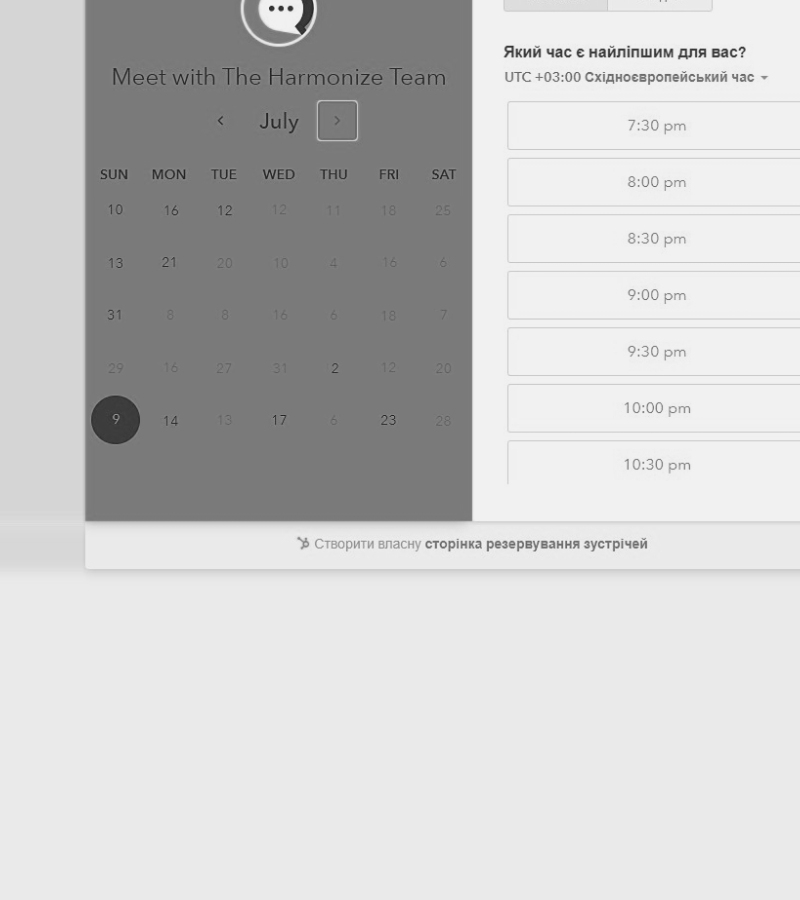 Meet with The Harmonize Team
July
SUN MON TUE WED THU FRI SAT
10 16 12 12 11 18 25
13 21 20 10 4 16 6
31 8 8 16 6 18 7
29 16 27 31 2 12 20
9 14 13 17 6 23 28
Який час є найліпшим для вас?
UTC +03:00 Східноєвропейський час
7:30 pm
8:00 pm
8:30 pm
9:00 pm
9:30 pm
10:00 pm
10:30 pm
Створити власну сторінка резервування зустрічей